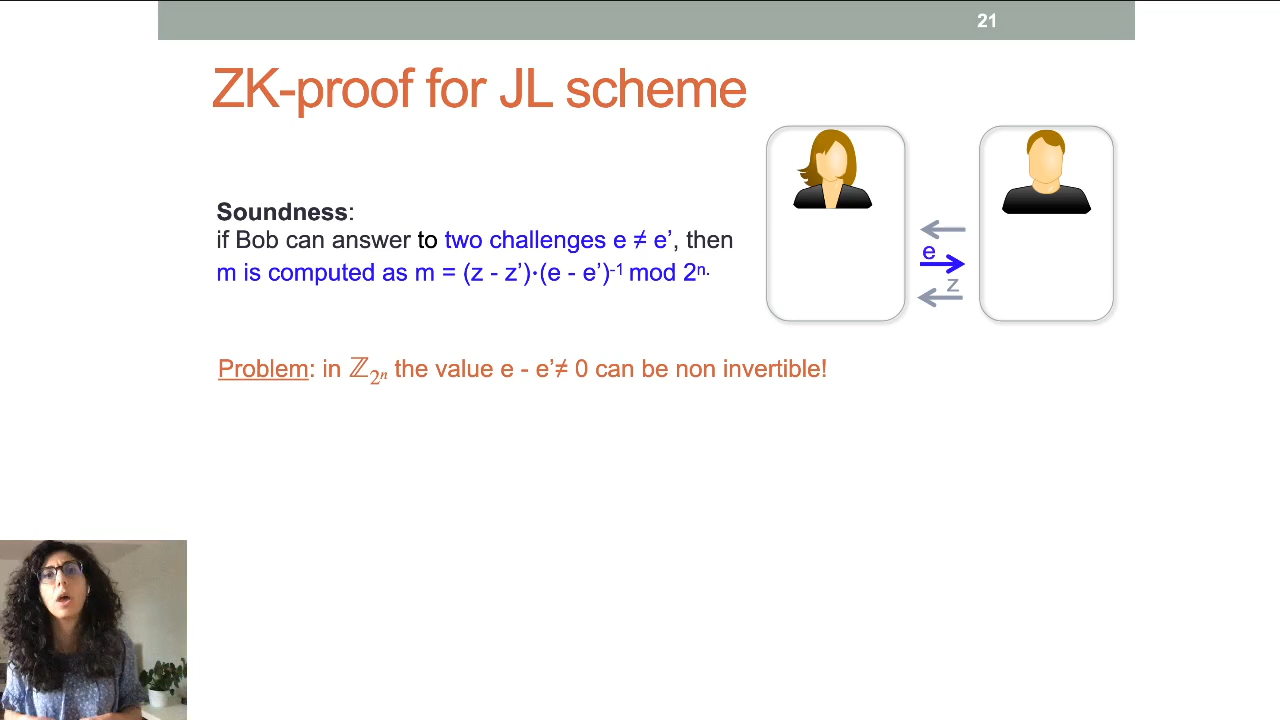 21
ZK-proof for JL scheme
Soundness:
if Bob can answer to two challenges e ≠ e’, then
m is computed as m = (z - z’)·(e - e’)⁻¹ mod 2ⁿ·
e
z
Problem: in ℤ₂ⁿ the value e - e’≠ 0 can be non invertible!